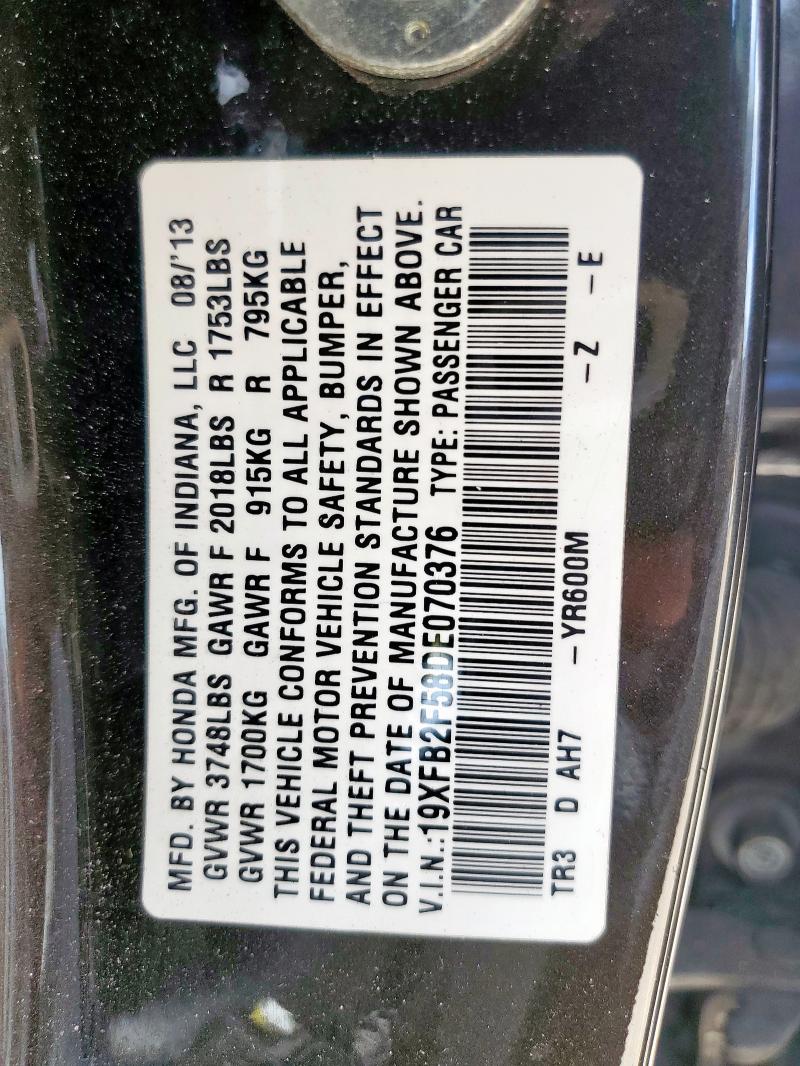 MFD. BY HONDA MFG. OF INDIANA, LLC 08/'13
GVWR 3748LBS GAWR F 2018LBS R 1753LBS
GVWR 1700KG GAWR F 915KG R 795KG
THIS VEHICLE CONFORMS TO ALL APPLICABLE
FEDERAL MOTOR VEHICLE SAFETY, BUMPER,
AND THEFT PREVENTION STANDARDS IN EFFECT
ON THE DATE OF MANUFACTURE SHOWN ABOVE.
V.I.N.:19XFB2F58DE070376 TYPE: PASSENGER CAR
TR3 D AH7 –YR600M –Z –E